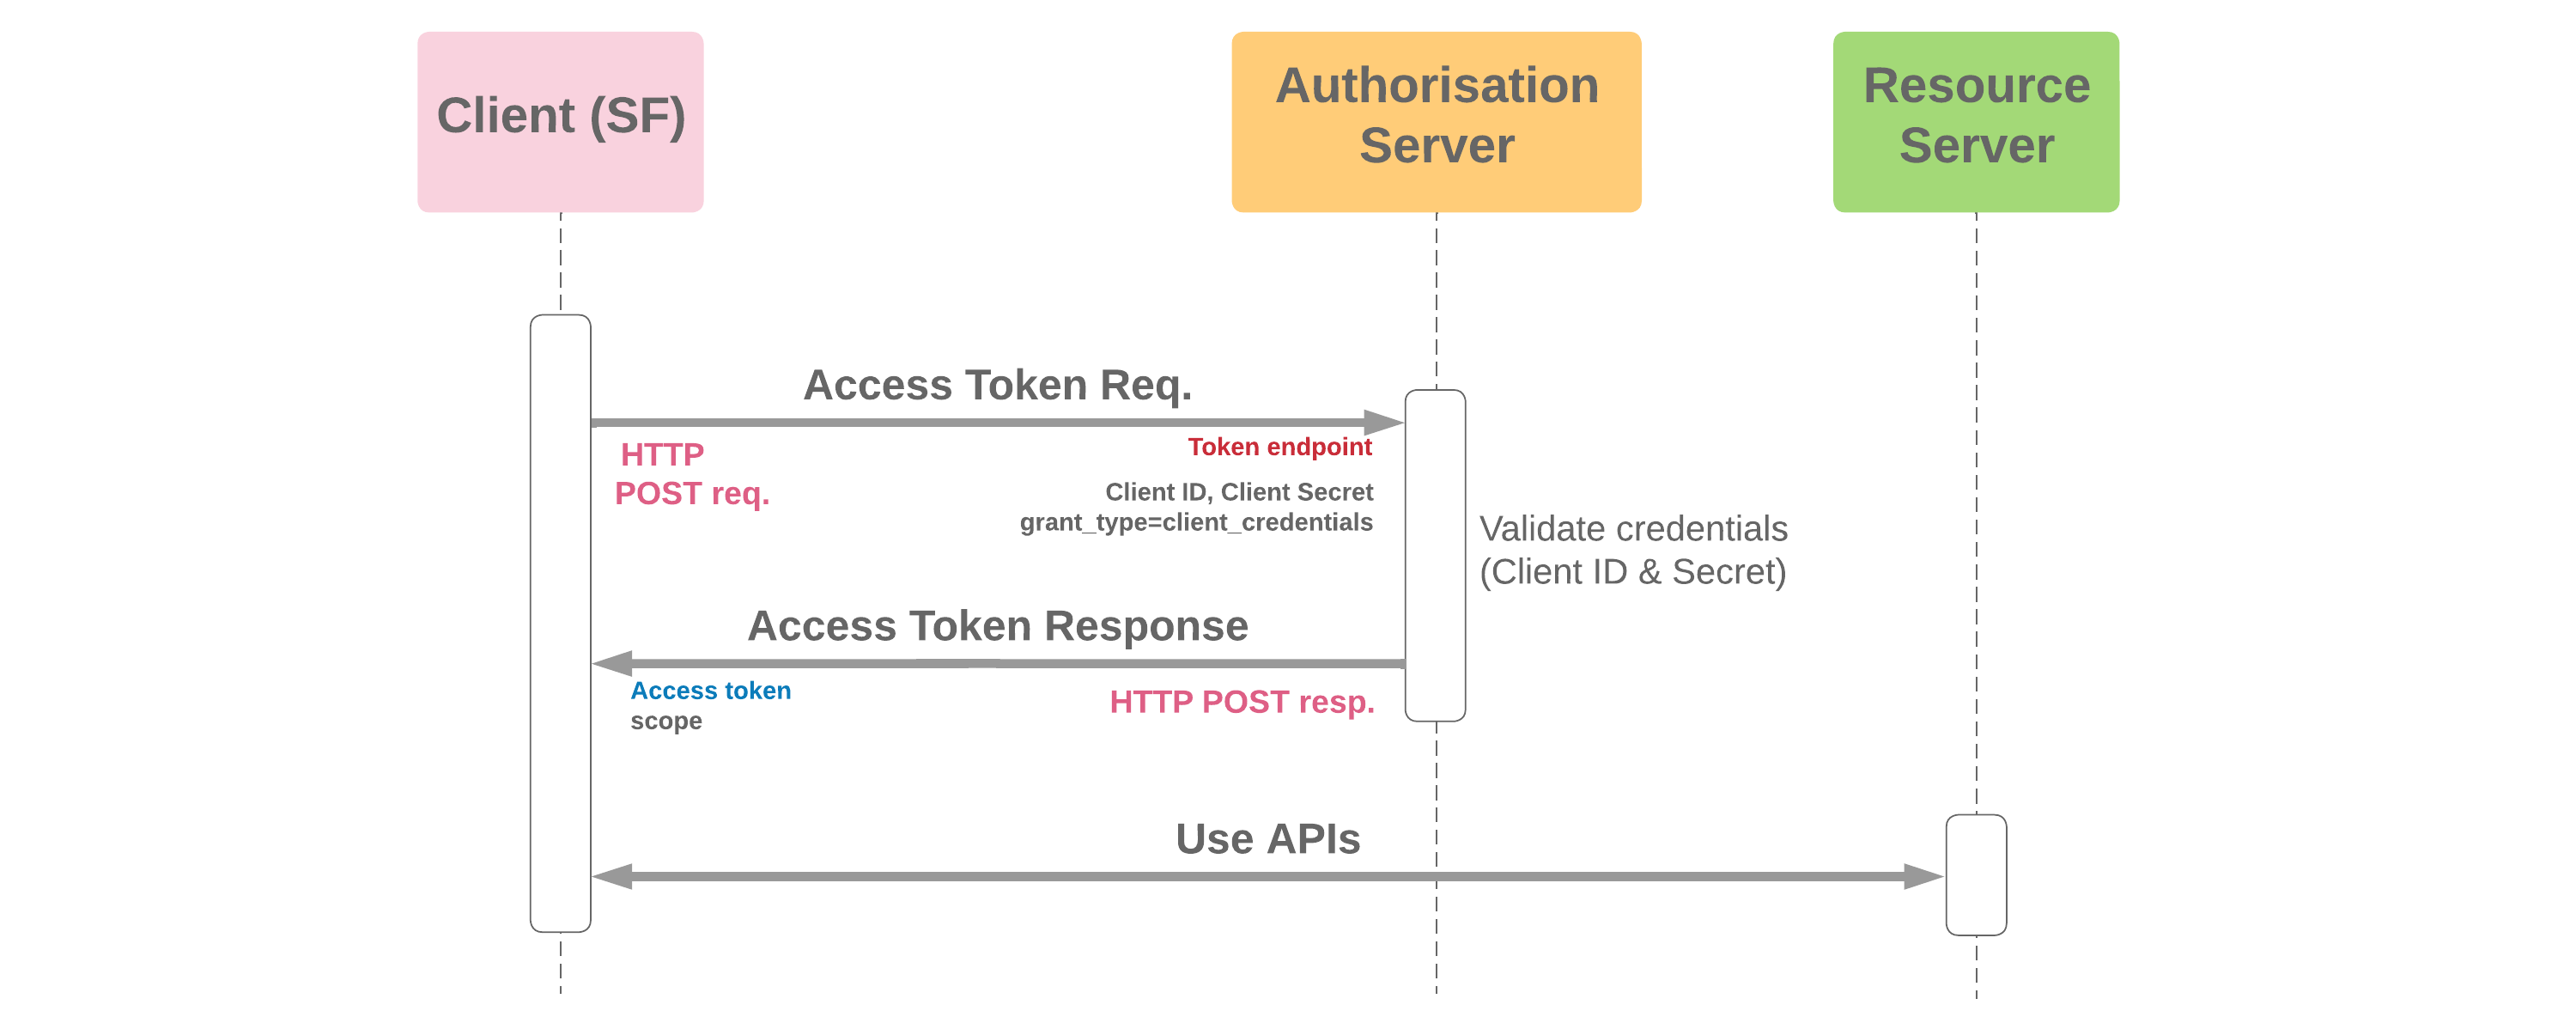 Client (SF)
Authorisation
Server
Resource
Server
Access Token Req.
HTTP
POST req.
Token endpoint
Client ID, Client Secret
grant_type=client_credentials
Validate credentials
(Client ID & Secret)
Access Token Response
Access token
scope
HTTP POST resp.
Use APIs